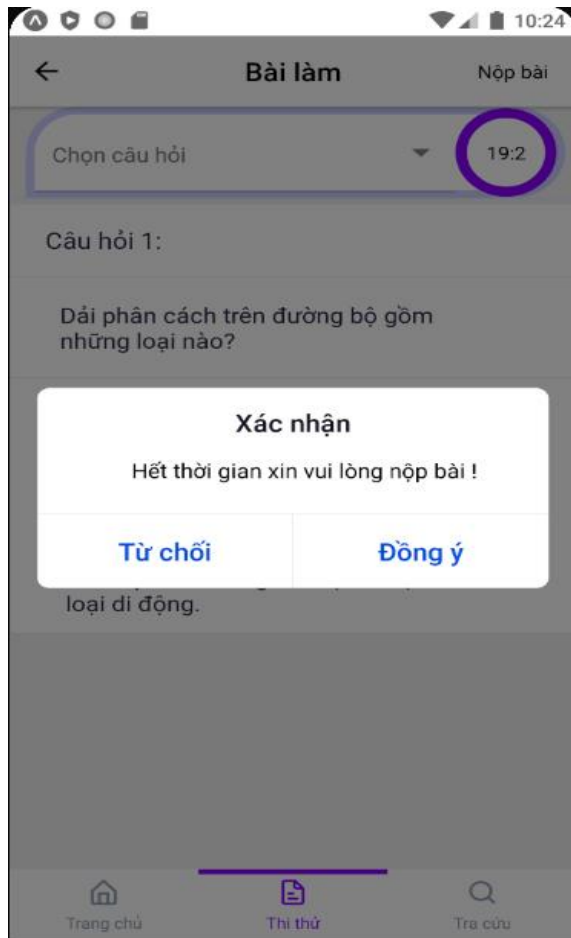 10:24
Bài làm
Nộp bài
Chọn câu hỏi
19:2
Câu hỏi 1:
Dải phân cách trên đường bộ gồm
những loại nào?
Xác nhận
Hết thời gian xin vui lòng nộp bài !
Từ chối
Đồng ý
loại di động.
Trang chủ
Thi thử
Tra cứu